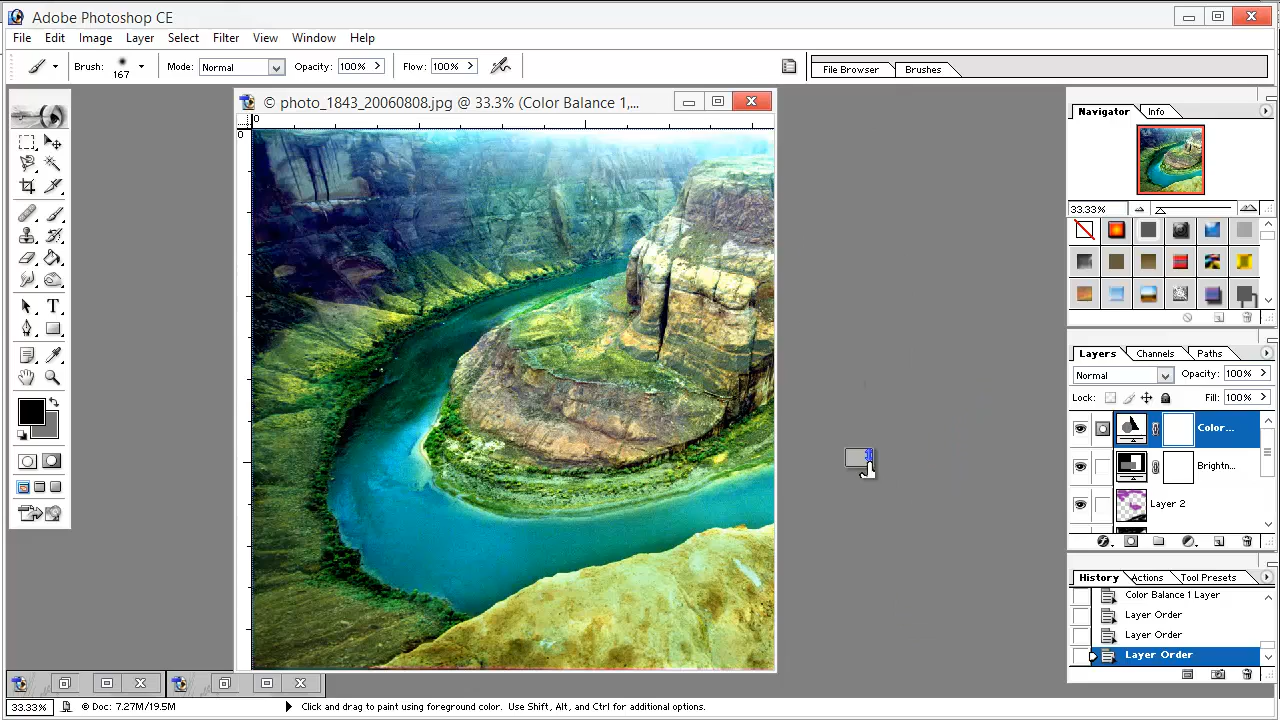 Adobe Photoshop CE
File Edit Image Layer Select Filter View Window Help
Brush: 167 Mode: Normal Opacity: 100% Flow: 100% File Browser Brushes
© photo_1843_20060808.jpg @ 33.3% (Color Balance 1,...
0
0
Navigator Info
33.33%
Layers Channels Paths
Normal Opacity: 100%
Lock: Fill: 100%
Color...
Brightn...
Layer 2
History Actions Tool Presets
Color Balance 1 Layer
Layer Order
Layer Order
Layer Order
33.33% © Doc: 7.27M/19.5M Click and drag to paint using foreground color. Use Shift, Alt, and Ctrl for additional options.